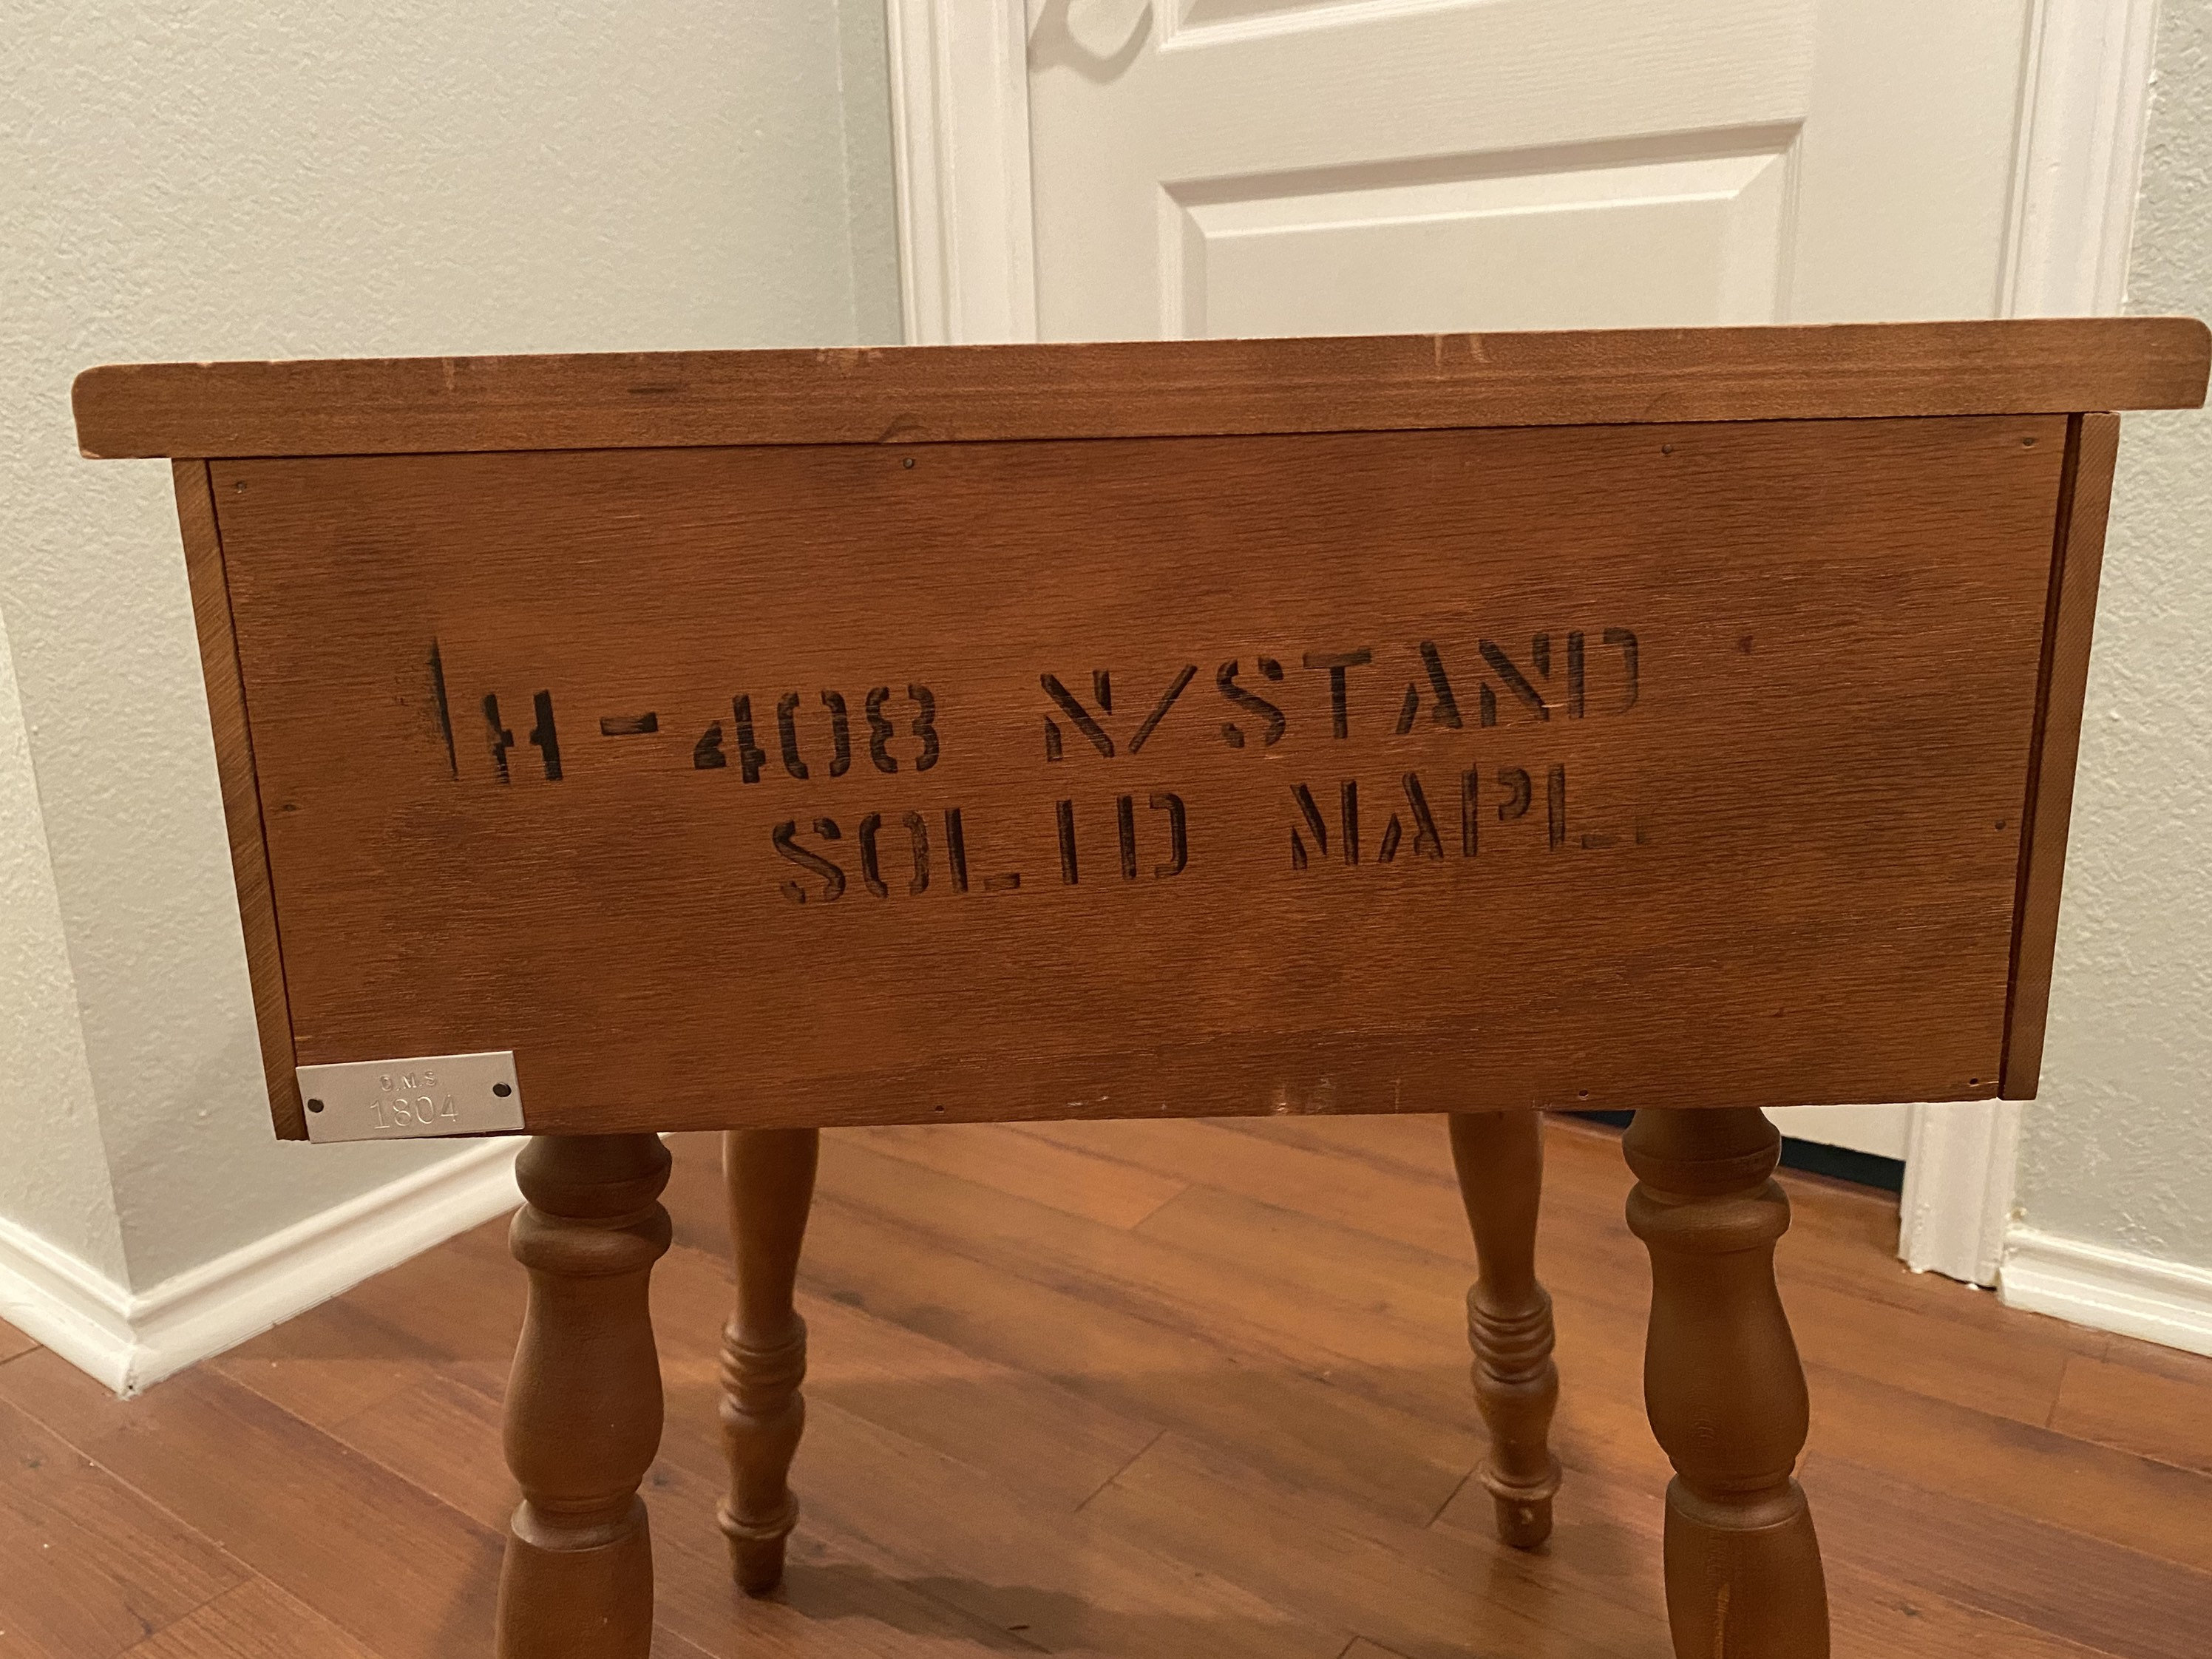 H-408 N/STAND
SOLID MAPL
D.M.S
1804